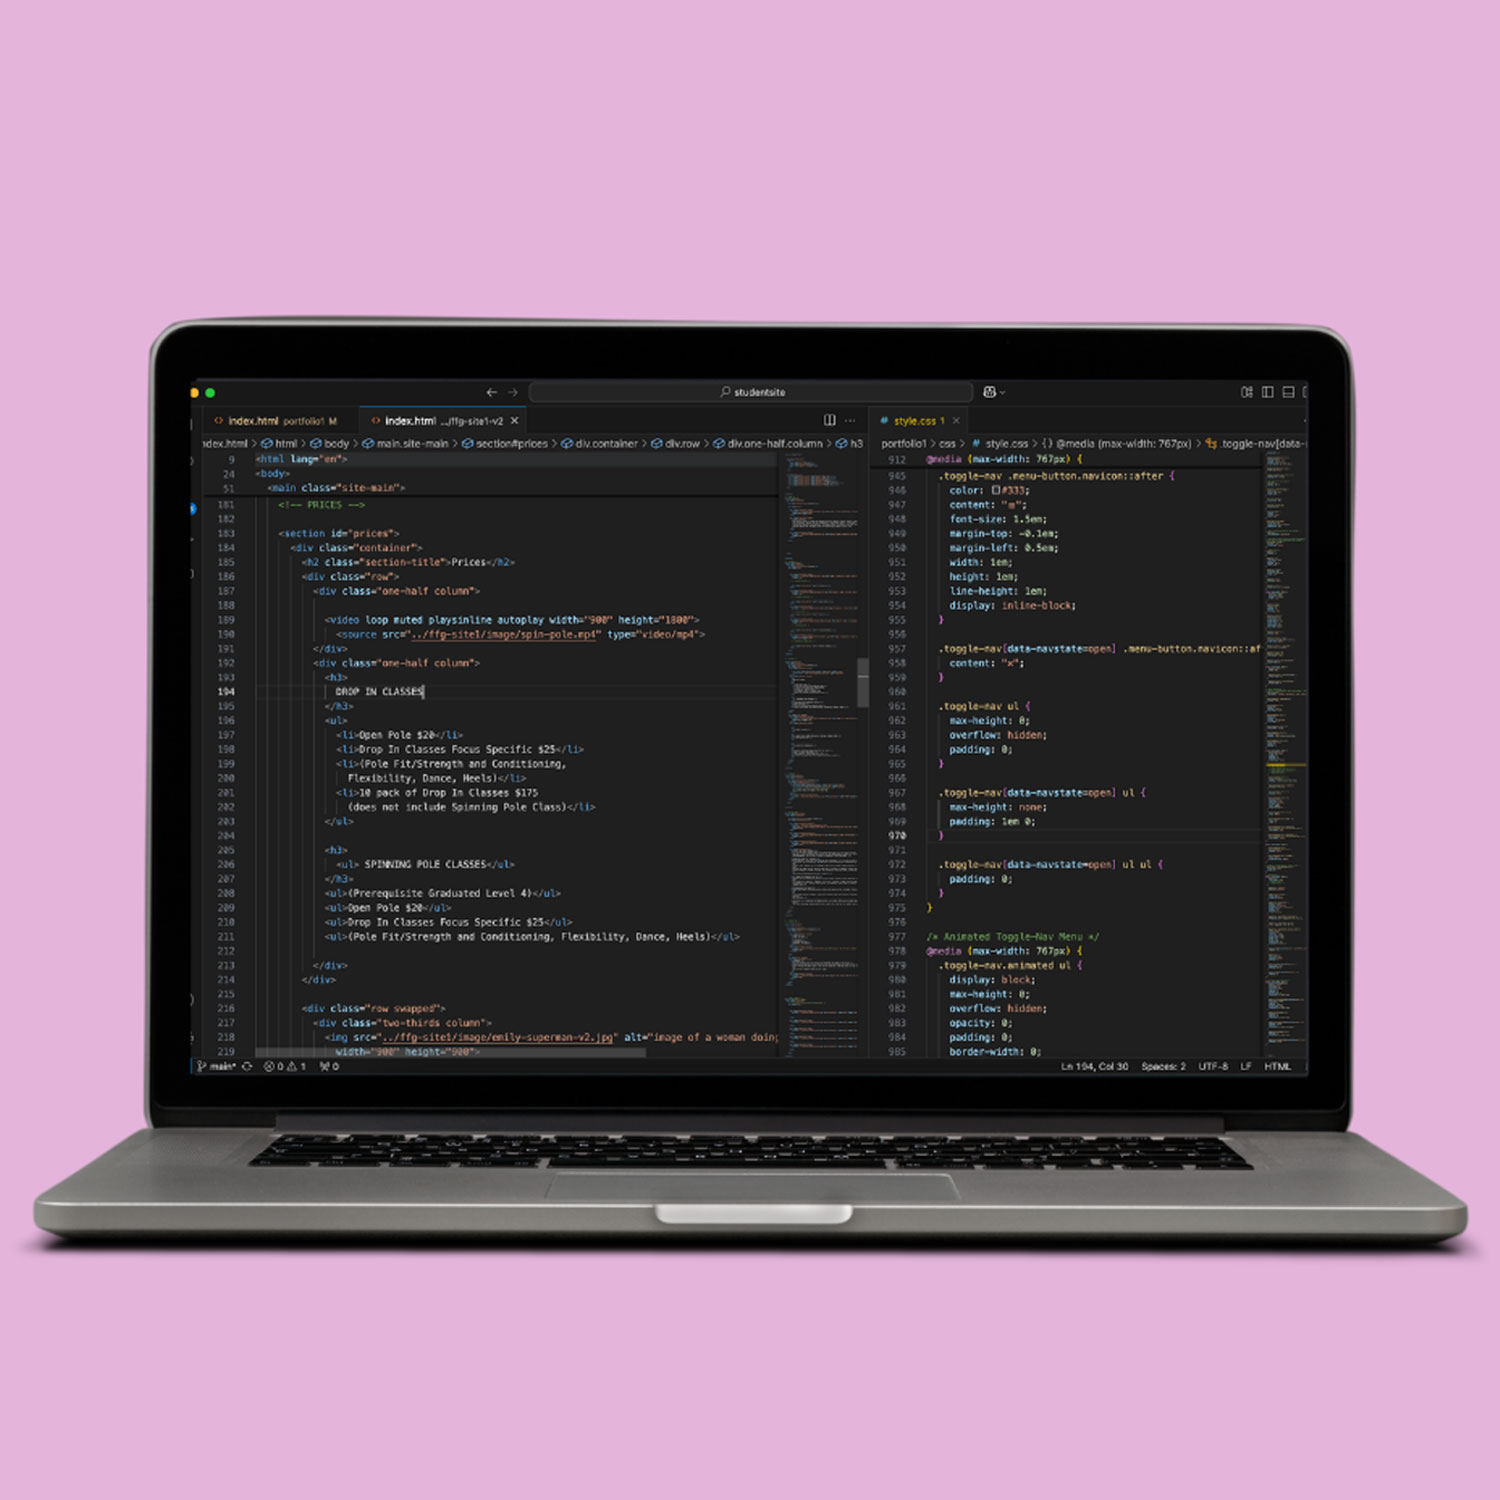 studentsite
index.html portfolio1 M
index.html .../ffg-site1-v2
style.css 1
index.html > html > body > main.site-main > section#prices > div.container > div.row > div.one-half.column > h3
portfolio1 > css > # style.css > {} @media (max-width: 767px) > .toggle-nav[data-
9 <html lang="en">
24 <body>
51 <main class="site-main">
181 <!-- PRICES -->
182
183 <section id="prices">
184 <div class="container">
185 <h2 class="section-title">Prices</h2>
186 <div class="row">
187 <div class="one-half column">
188
189 <video loop muted playsinline autoplay width="900" height="1800">
190 <source src="../ffg-site1/image/spin-pole.mp4" type="video/mp4">
191 </div>
192 <div class="one-half column">
193 <h3>
194 DROP IN CLASSES
195 </h3>
196 <ul>
197 <li>Open Pole $20</li>
198 <li>Drop In Classes Focus Specific $25</li>
199 <li>(Pole Fit/Strength and Conditioning,
200 Flexibility, Dance, Heels)</li>
201 <li>10 pack of Drop In Classes $175
202 (does not include Spinning Pole Class)</li>
203 </ul>
204
205 <h3>
206 <ul> SPINNING POLE CLASSES</ul>
207 </h3>
208 <ul>(Prerequisite Graduated Level 4)</ul>
209 <ul>Open Pole $20</ul>
210 <ul>Drop In Classes Focus Specific $25</ul>
211 <ul>(Pole Fit/Strength and Conditioning, Flexibility, Dance, Heels)</ul>
212
213 </div>
214 </div>
215
216 <div class="row swapped">
217 <div class="two-thirds column">
218 <img src="../ffg-site1/image/emily-superman-v2.jpg" alt="image of a woman doing
219 width="900" height="900">
912 @media (max-width: 767px) {
945 .toggle-nav .menu-button.navicon::after {
946 color: #333;
947 content: "≡";
948 font-size: 1.5em;
949 margin-top: -0.1em;
950 margin-left: 0.5em;
951 width: 1em;
952 height: 1em;
953 line-height: 1em;
954 display: inline-block;
955 }
956
957 .toggle-nav[data-navstate=open] .menu-button.navicon::af
958 content: "×";
959 }
960
961 .toggle-nav ul {
962 max-height: 0;
963 overflow: hidden;
964 padding: 0;
965 }
966
967 .toggle-nav[data-navstate=open] ul {
968 max-height: none;
969 padding: 1em 0;
970 }
971
972 .toggle-nav[data-navstate=open] ul ul {
973 padding: 0;
974 }
975 }
976
977 /* Animated Toggle-Nav Menu */
978 @media (max-width: 767px) {
979 .toggle-nav.animated ul {
980 display: block;
981 max-height: 0;
982 overflow: hidden;
983 opacity: 0;
984 padding: 0;
985 border-width: 0;
main* 0 1 0
Ln 194, Col 30 Spaces: 2 UTF-8 LF HTML